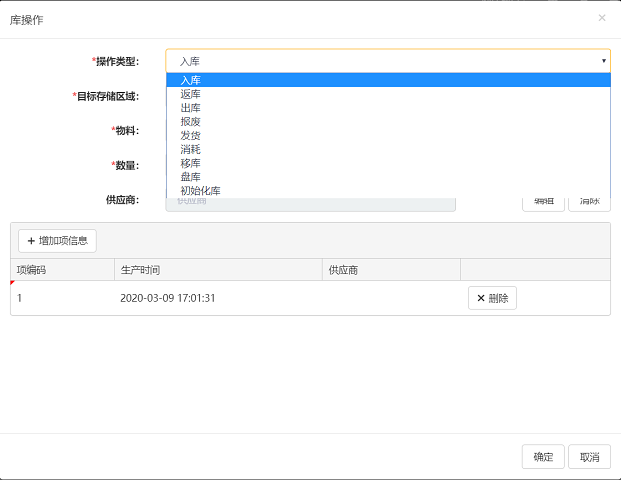 库操作
×
*操作类型: 入库
入库
*目标存储区域: 返库
出库
*物料: 报废
发货
消耗
*数量: 移库
盘库
初始化库
供应商: 供应商 编辑 清除
+ 增加项信息
项编码 生产时间 供应商
1 2020-03-09 17:01:31 × 删除
确定 取消